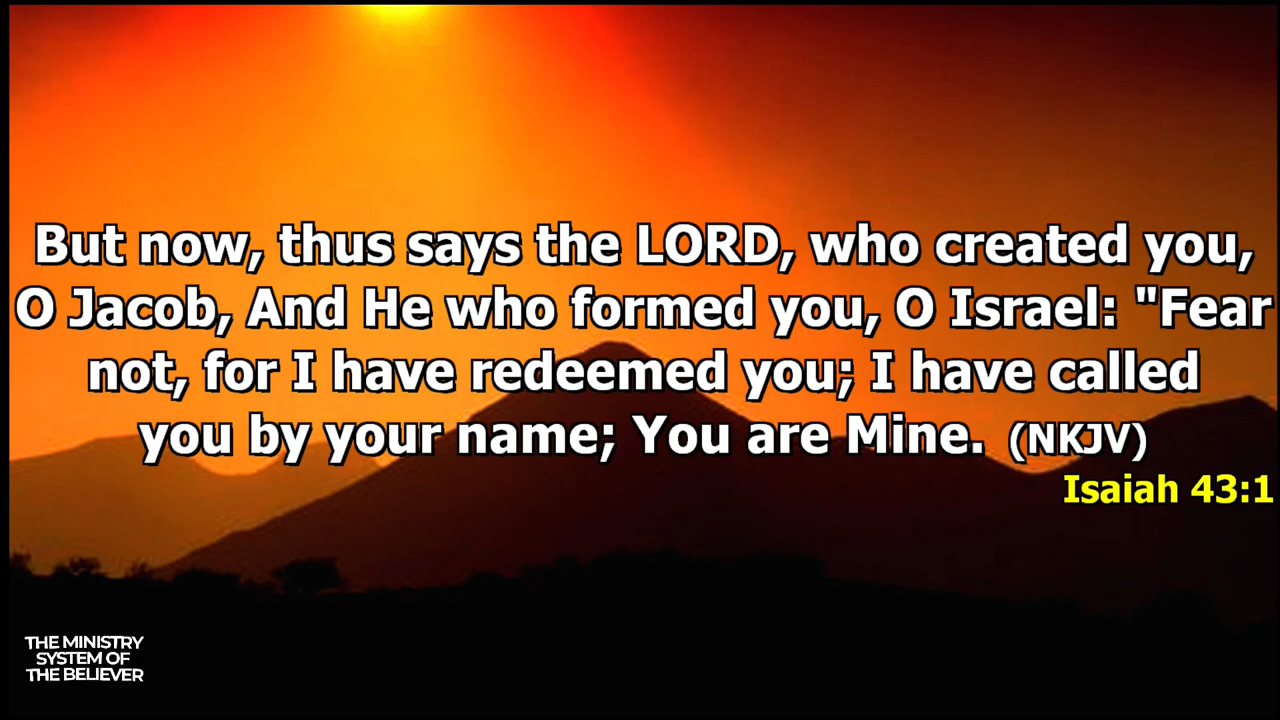 But now, thus says the LORD, who created you,
O Jacob, And He who formed you, O Israel: "Fear
not, for I have redeemed you; I have called
you by your name; You are Mine. (NKJV)
Isaiah 43:1
THE MINISTRY
SYSTEM OF
THE BELIEVER